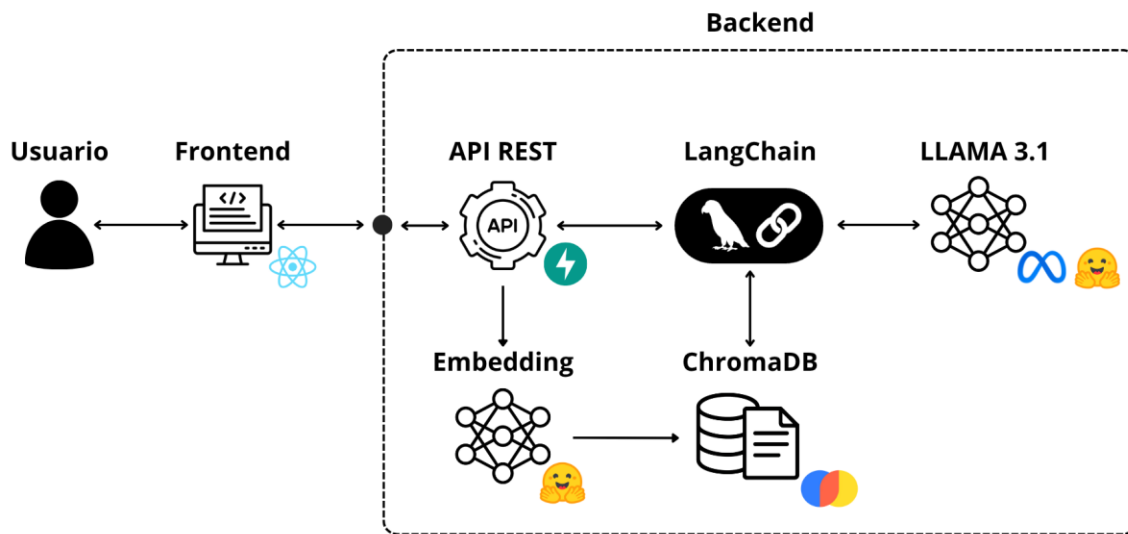 Backend
Usuario
Frontend
API REST
LangChain
LLAMA 3.1
</>
API
Embedding
ChromaDB